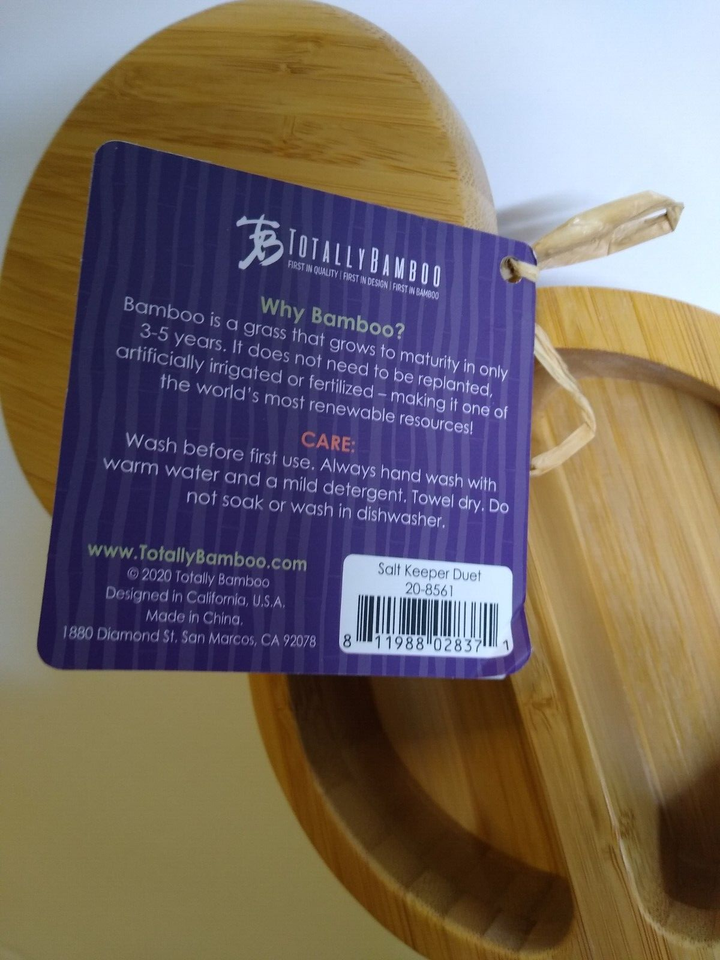 TB TOTALLY BAMBOO
FIRST IN QUALITY | FIRST IN DESIGN | FIRST IN BAMBOO
Why Bamboo?
Bamboo is a grass that grows to maturity in only
3-5 years. It does not need to be replanted,
artificially irrigated or fertilized – making it one of
the world's most renewable resources!
CARE:
Wash before first use. Always hand wash with
warm water and a mild detergent. Towel dry. Do
not soak or wash in dishwasher.
www.TotallyBamboo.com
© 2020 Totally Bamboo
Designed in California, U.S.A.
Made in China.
1880 Diamond St. San Marcos, CA 92078
Salt Keeper Duet
20-8561
8 11988 02837 1